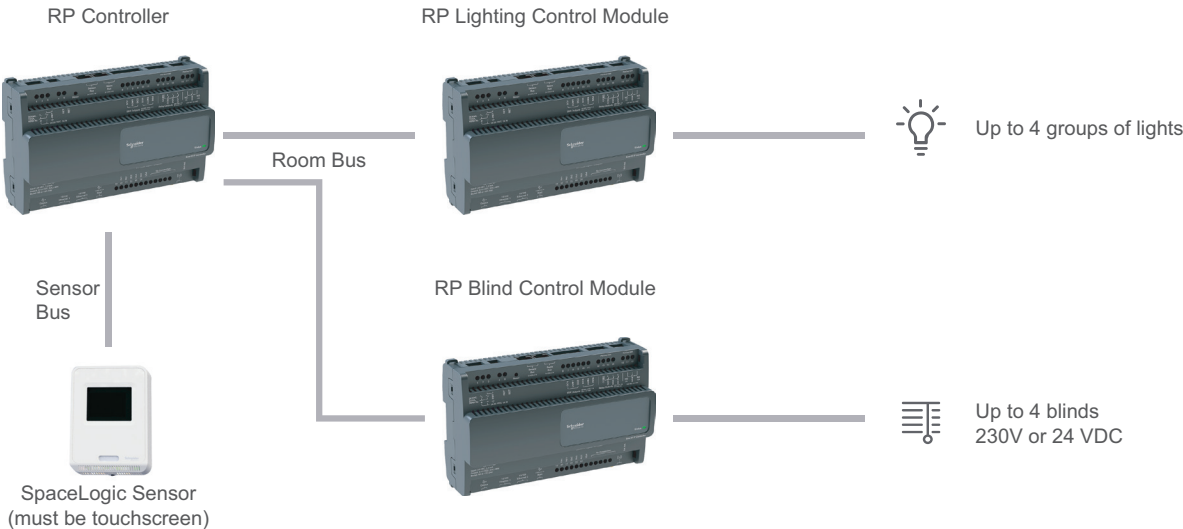 RP Controller
RP Lighting Control Module
Room Bus
Up to 4 groups of lights
Sensor
Bus
RP Blind Control Module
Up to 4 blinds
230V or 24 VDC
SpaceLogic Sensor
(must be touchscreen)